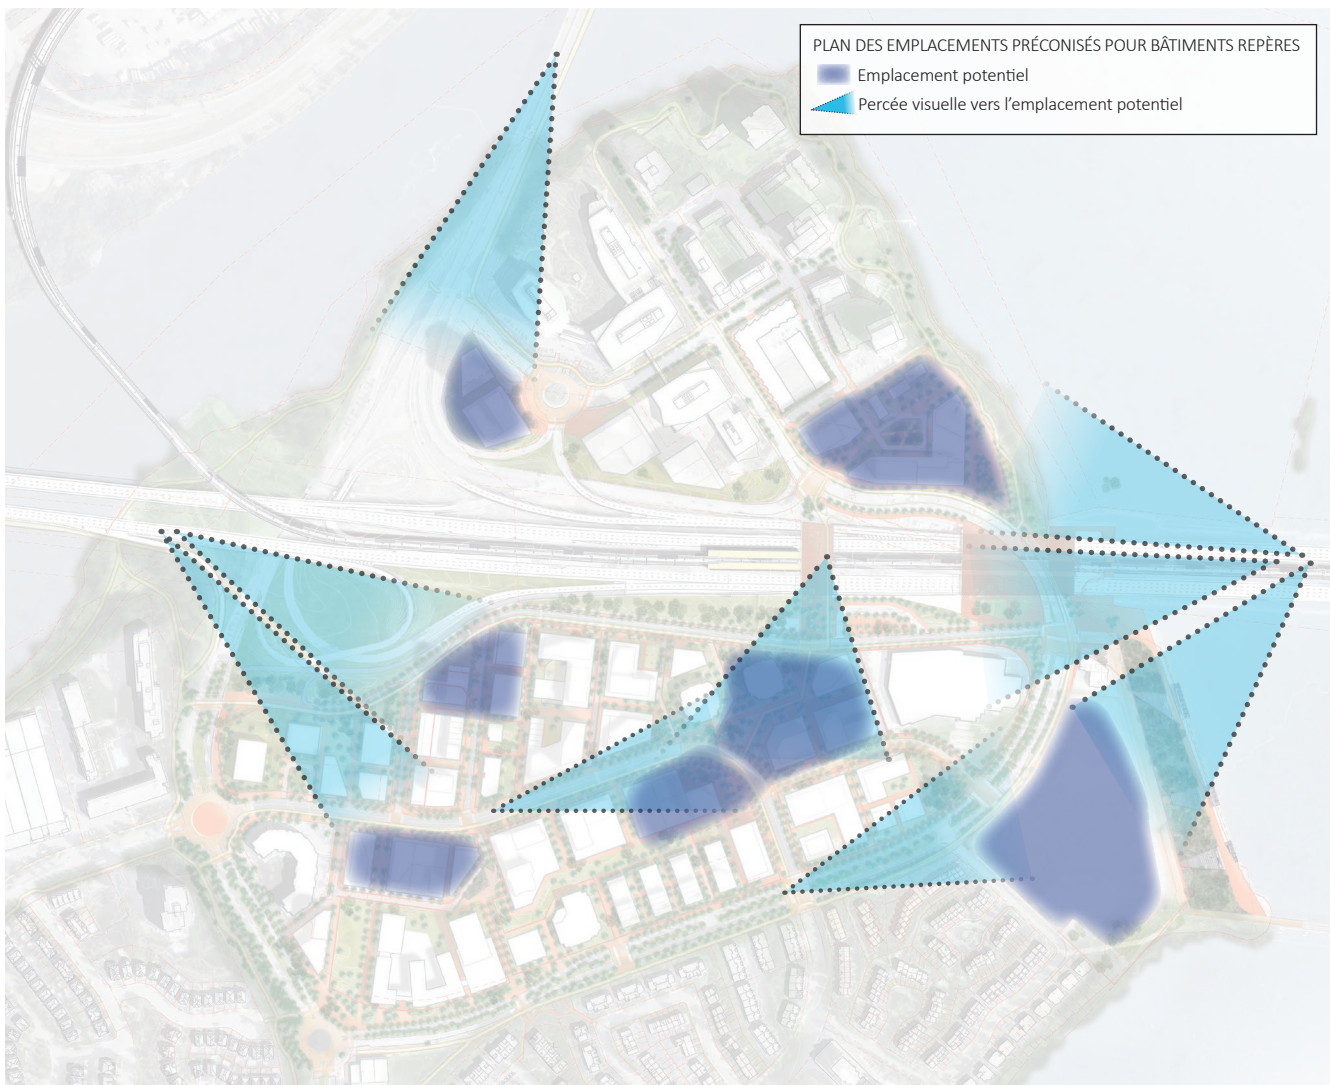 PLAN DES EMPLACEMENTS PRÉCONISÉS POUR BÂTIMENTS REPÈRES
Emplacement potentiel
Percée visuelle vers l'emplacement potentiel